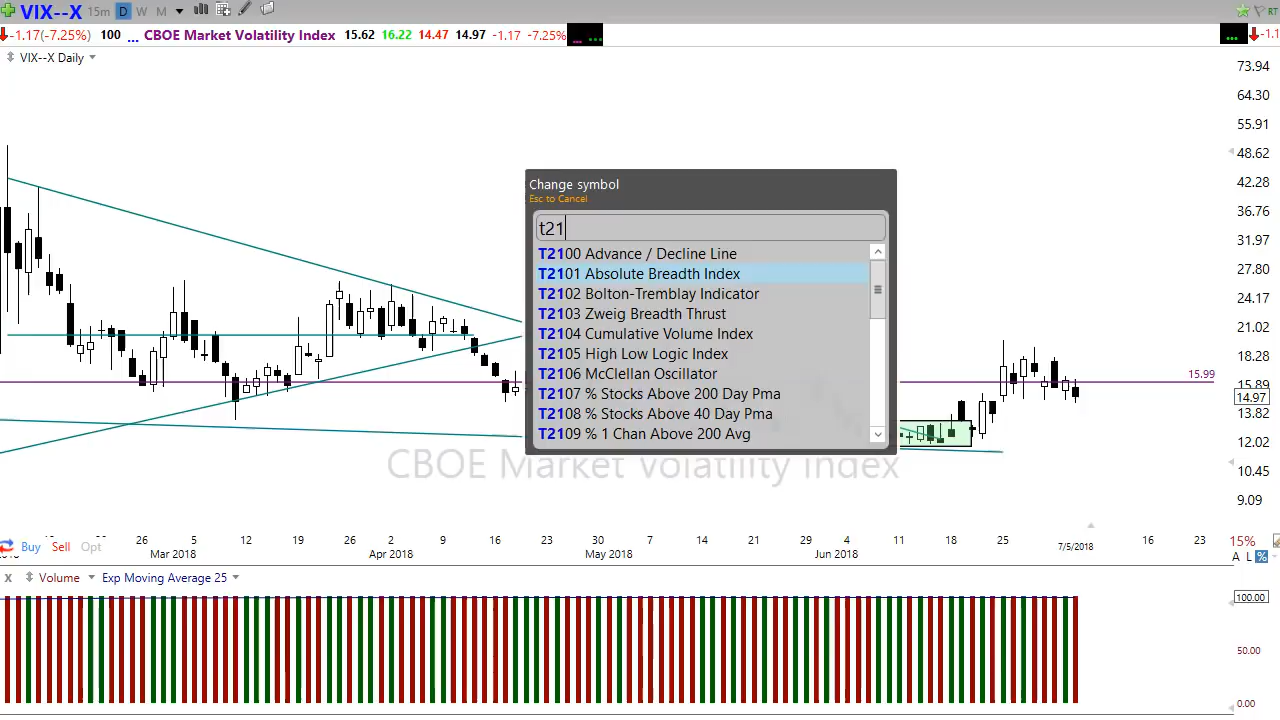 VIX--X 15m D W M RT
-1.17(-7.25%) 100 ... CBOE Market Volatility Index 15.62 16.22 14.47 14.97 -1.17 -7.25% ... ... ... -1.1
VIX--X Daily
73.94
64.30
55.91
48.62
42.28
36.76
31.97
27.80
24.17
21.02
18.28
15.99
15.89
14.97
13.82
12.02
10.45
9.09
Change symbol
Esc to Cancel
t21
T2100 Advance / Decline Line
T2101 Absolute Breadth Index
T2102 Bolton-Tremblay Indicator
T2103 Zweig Breadth Thrust
T2104 Cumulative Volume Index
T2105 High Low Logic Index
T2106 McClellan Oscillator
T2107 % Stocks Above 200 Day Pma
T2108 % Stocks Above 40 Day Pma
T2109 % 1 Chan Above 200 Avg
CBOE Market Volatility Index
26 5 12 19 26 2 9 16 23 30 7 14 21 29 4 11 18 25 16 23
Mar 2018 Apr 2018 May 2018 Jun 2018 7/5/2018
Buy Sell Opt
15%
A L %
X Volume Exp Moving Average 25
100.00
50.00
0.00